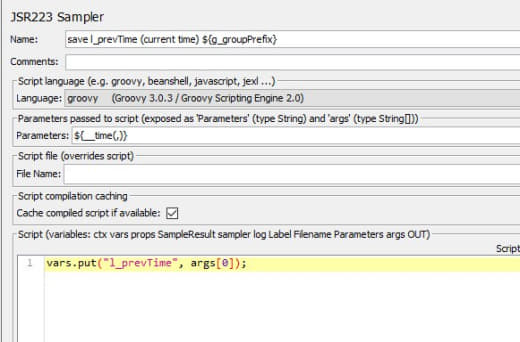 JSR223 Sampler
Name: save l_prevTime (current time) ${g_groupPrefix}
Comments:
Script language (e.g. groovy, beanshell, javascript, jexl ...)
Language: groovy (Groovy 3.0.3 / Groovy Scripting Engine 2.0)
Parameters passed to script (exposed as 'Parameters' (type String) and 'args' (type String[]))
Parameters: ${__time(,)}
Script file (overrides script)
File Name:
Script compilation caching
Cache compiled script if available:
Script (variables: ctx vars props SampleResult sampler log Label Filename Parameters args OUT)
Script
1 vars.put("l_prevTime", args[0]);